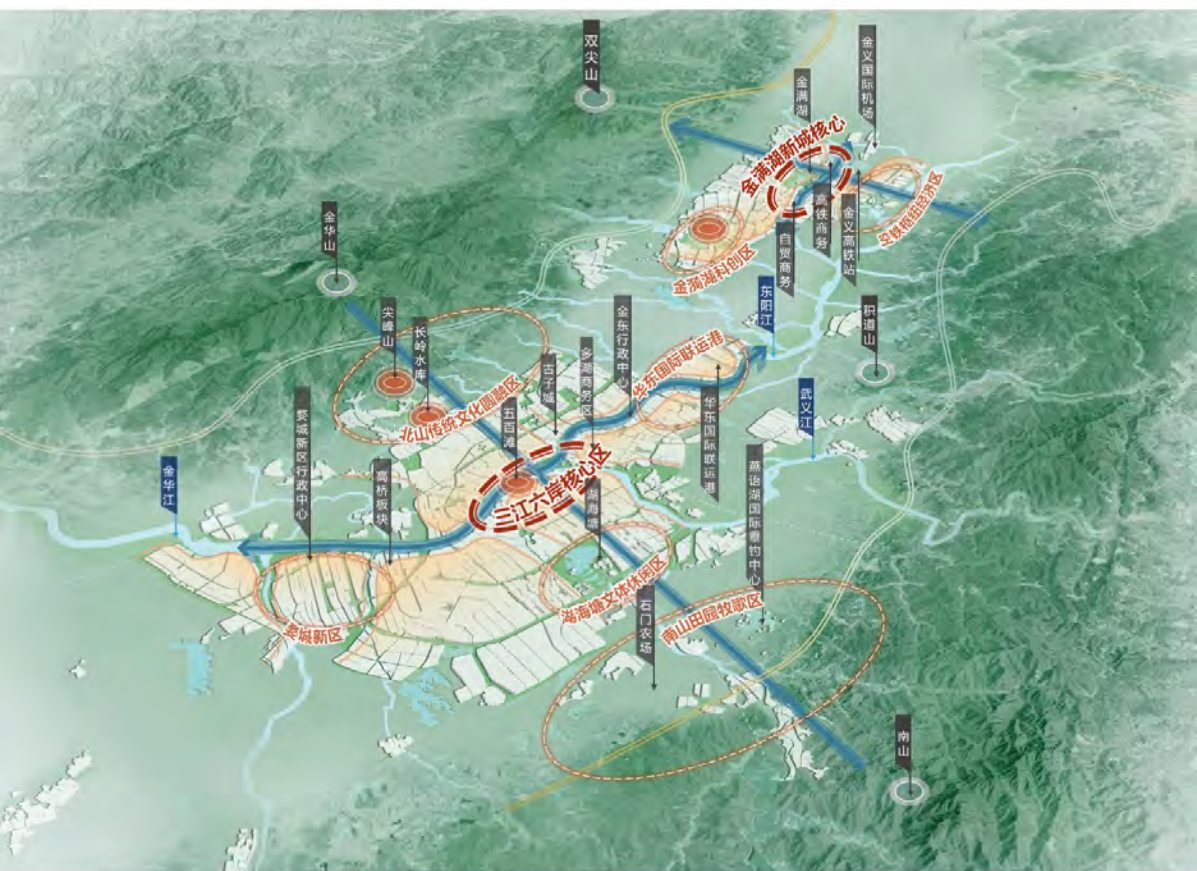 双尖山
金义国际机场
金满湖
金满湖新城核心
高铁商务
金义高铁站
空铁枢纽经济区
自贸商务
金满湖科创区
金华山
东阳江
积道山
尖峰山
长岭水库
金东行政中心
多湖商务区
古子城
华东国际联运港
北山传统文化圆融区
五百滩
武义江
华东国际联运港
婺城新区行政中心
高桥板块
金华江
三江六岸核心区
湖海塘
燕语湖国际垂钓中心
湖海塘文体休闲区
石门农场
南山田园牧歌区
婺城新区
南山